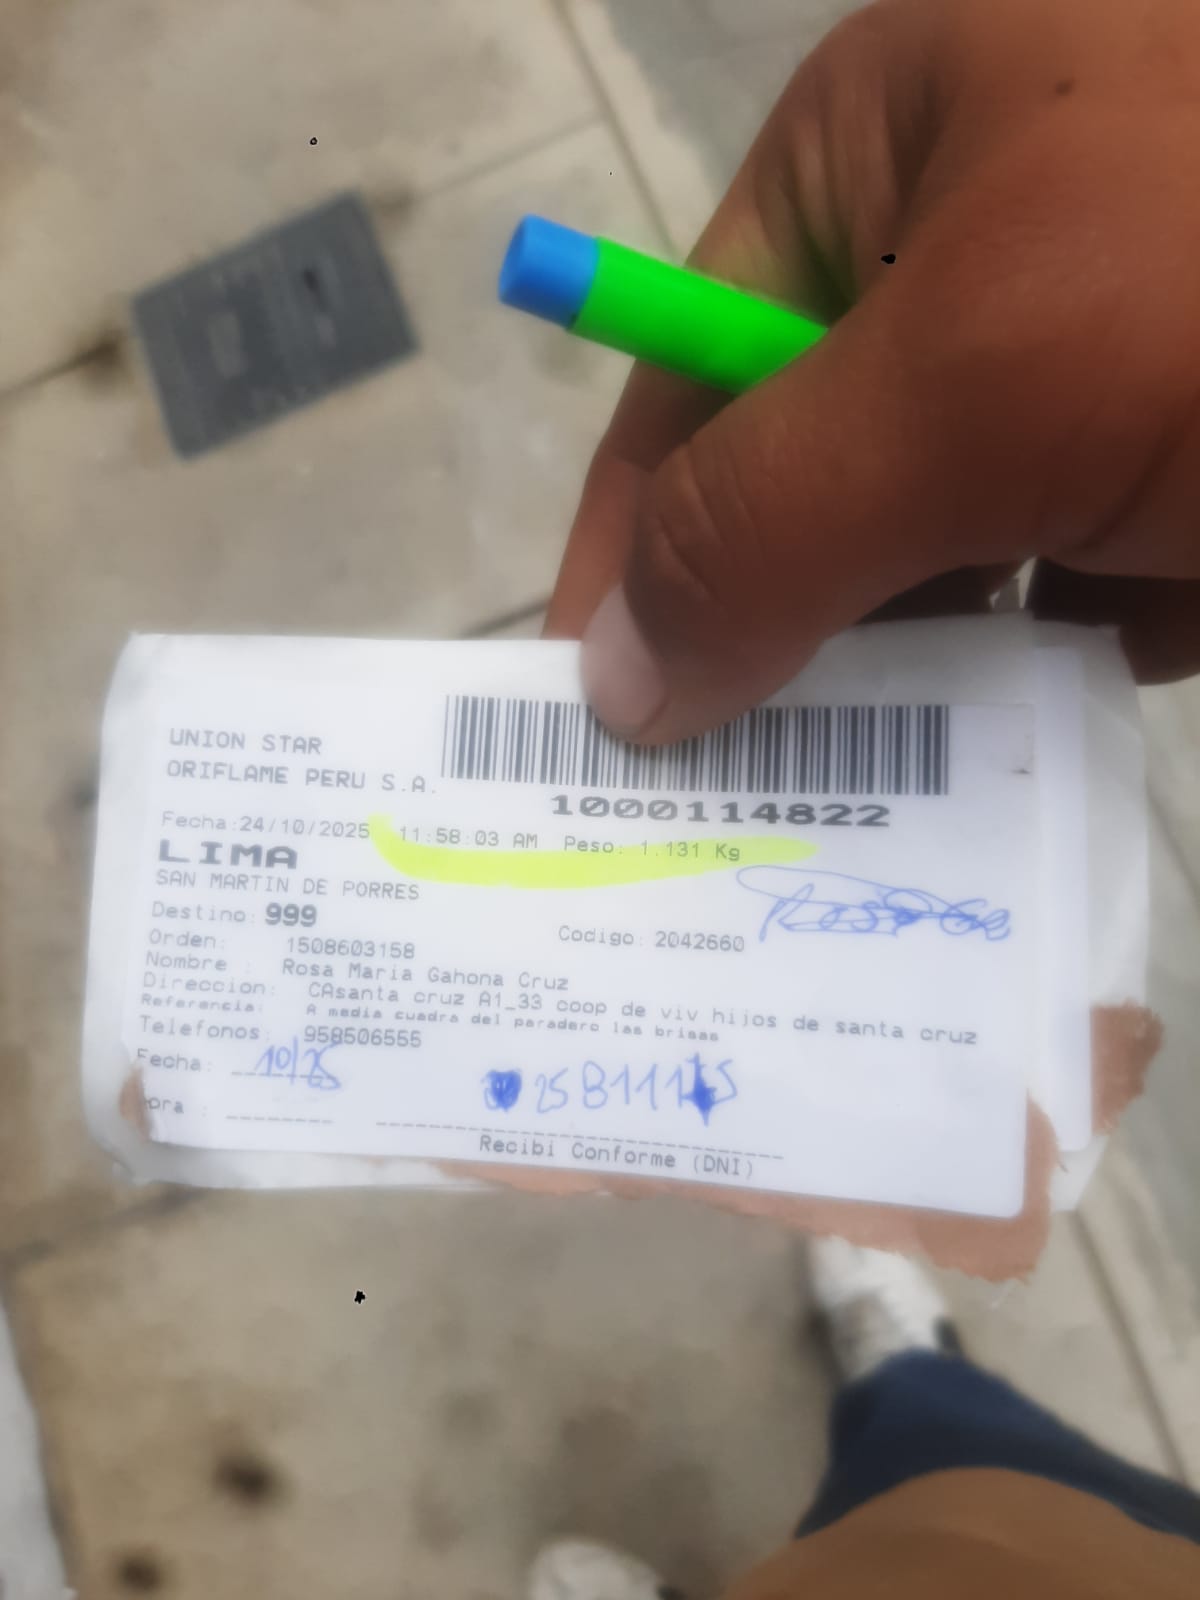 UNION STAR
ORIFLAME PERU S.A.
1000114822
Fecha:24/10/2025 11:58:03 AM Peso: 1.131 Kg
LIMA
SAN MARTIN DE PORRES
Destino: 999
Orden: 1508603158 Codigo: 2042660
Nombre : Rosa Maria Gahona Cruz
Direccion: CAsanta cruz A1_33 coop de viv hijos de santa cruz
Referencia: A media cuadra del paradero las brisas
Telefonos: 958506555
Fecha: 10/25
ora :
Recibi Conforme (DNI)